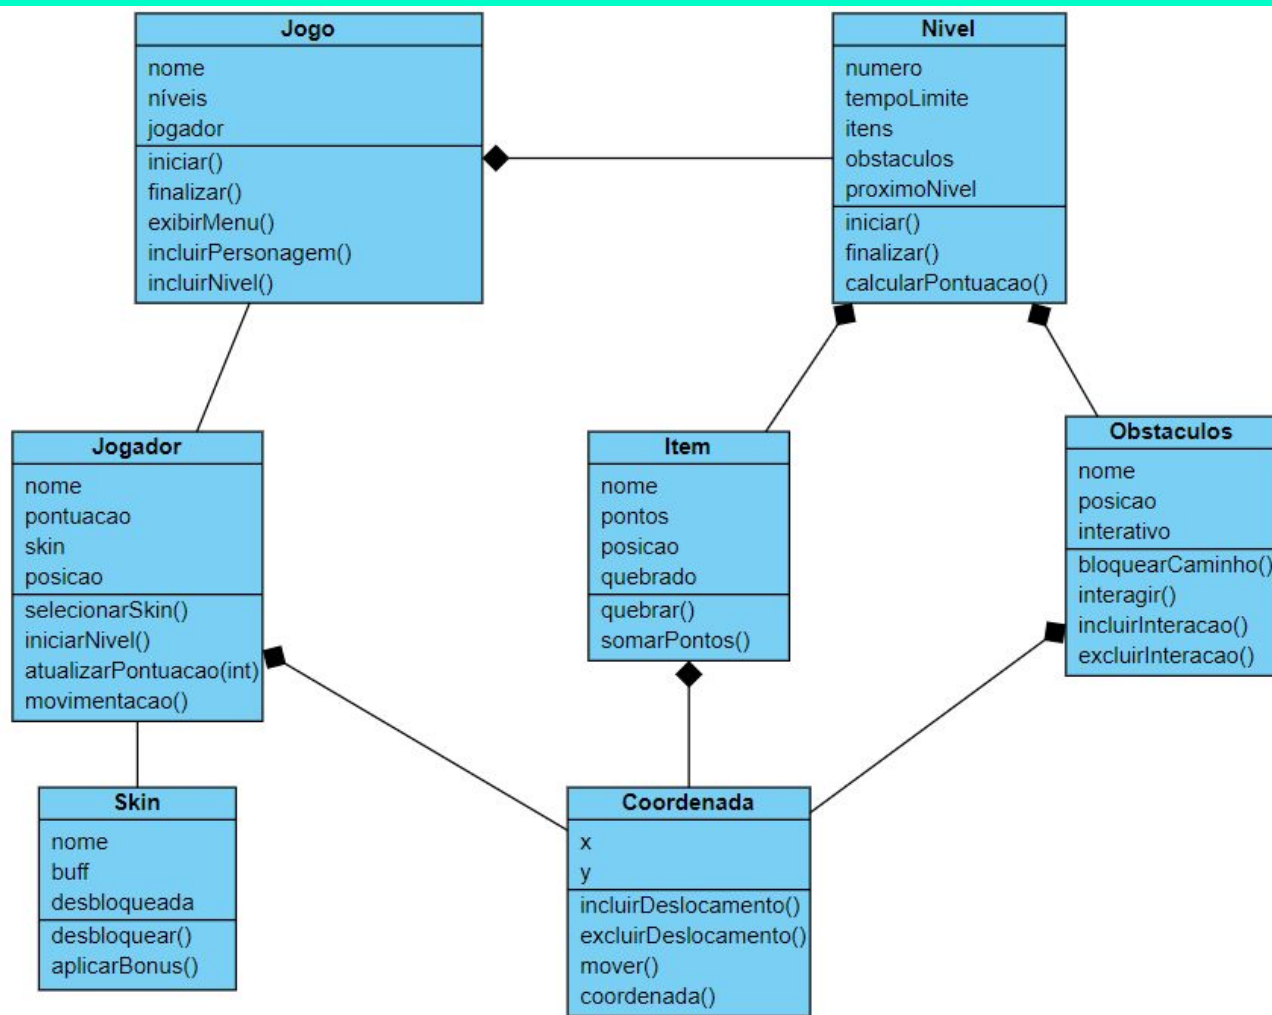 Jogo
nome
níveis
jogador
iniciar()
finalizar()
exibirMenu()
incluirPersonagem()
incluirNivel()
Nivel
numero
tempoLimite
itens
obstaculos
proximoNivel
iniciar()
finalizar()
calcularPontuacao()
Jogador
nome
pontuacao
skin
posicao
selecionarSkin()
iniciarNivel()
atualizarPontuacao(int)
movimentacao()
Item
nome
pontos
posicao
quebrado
quebrar()
somarPontos()
Obstaculos
nome
posicao
interativo
bloquearCaminho()
interagir()
incluirInteracao()
excluirInteracao()
Skin
nome
buff
desbloqueada
desbloquear()
aplicarBonus()
Coordenada
x
y
incluirDeslocamento()
excluirDeslocamento()
mover()
coordenada()